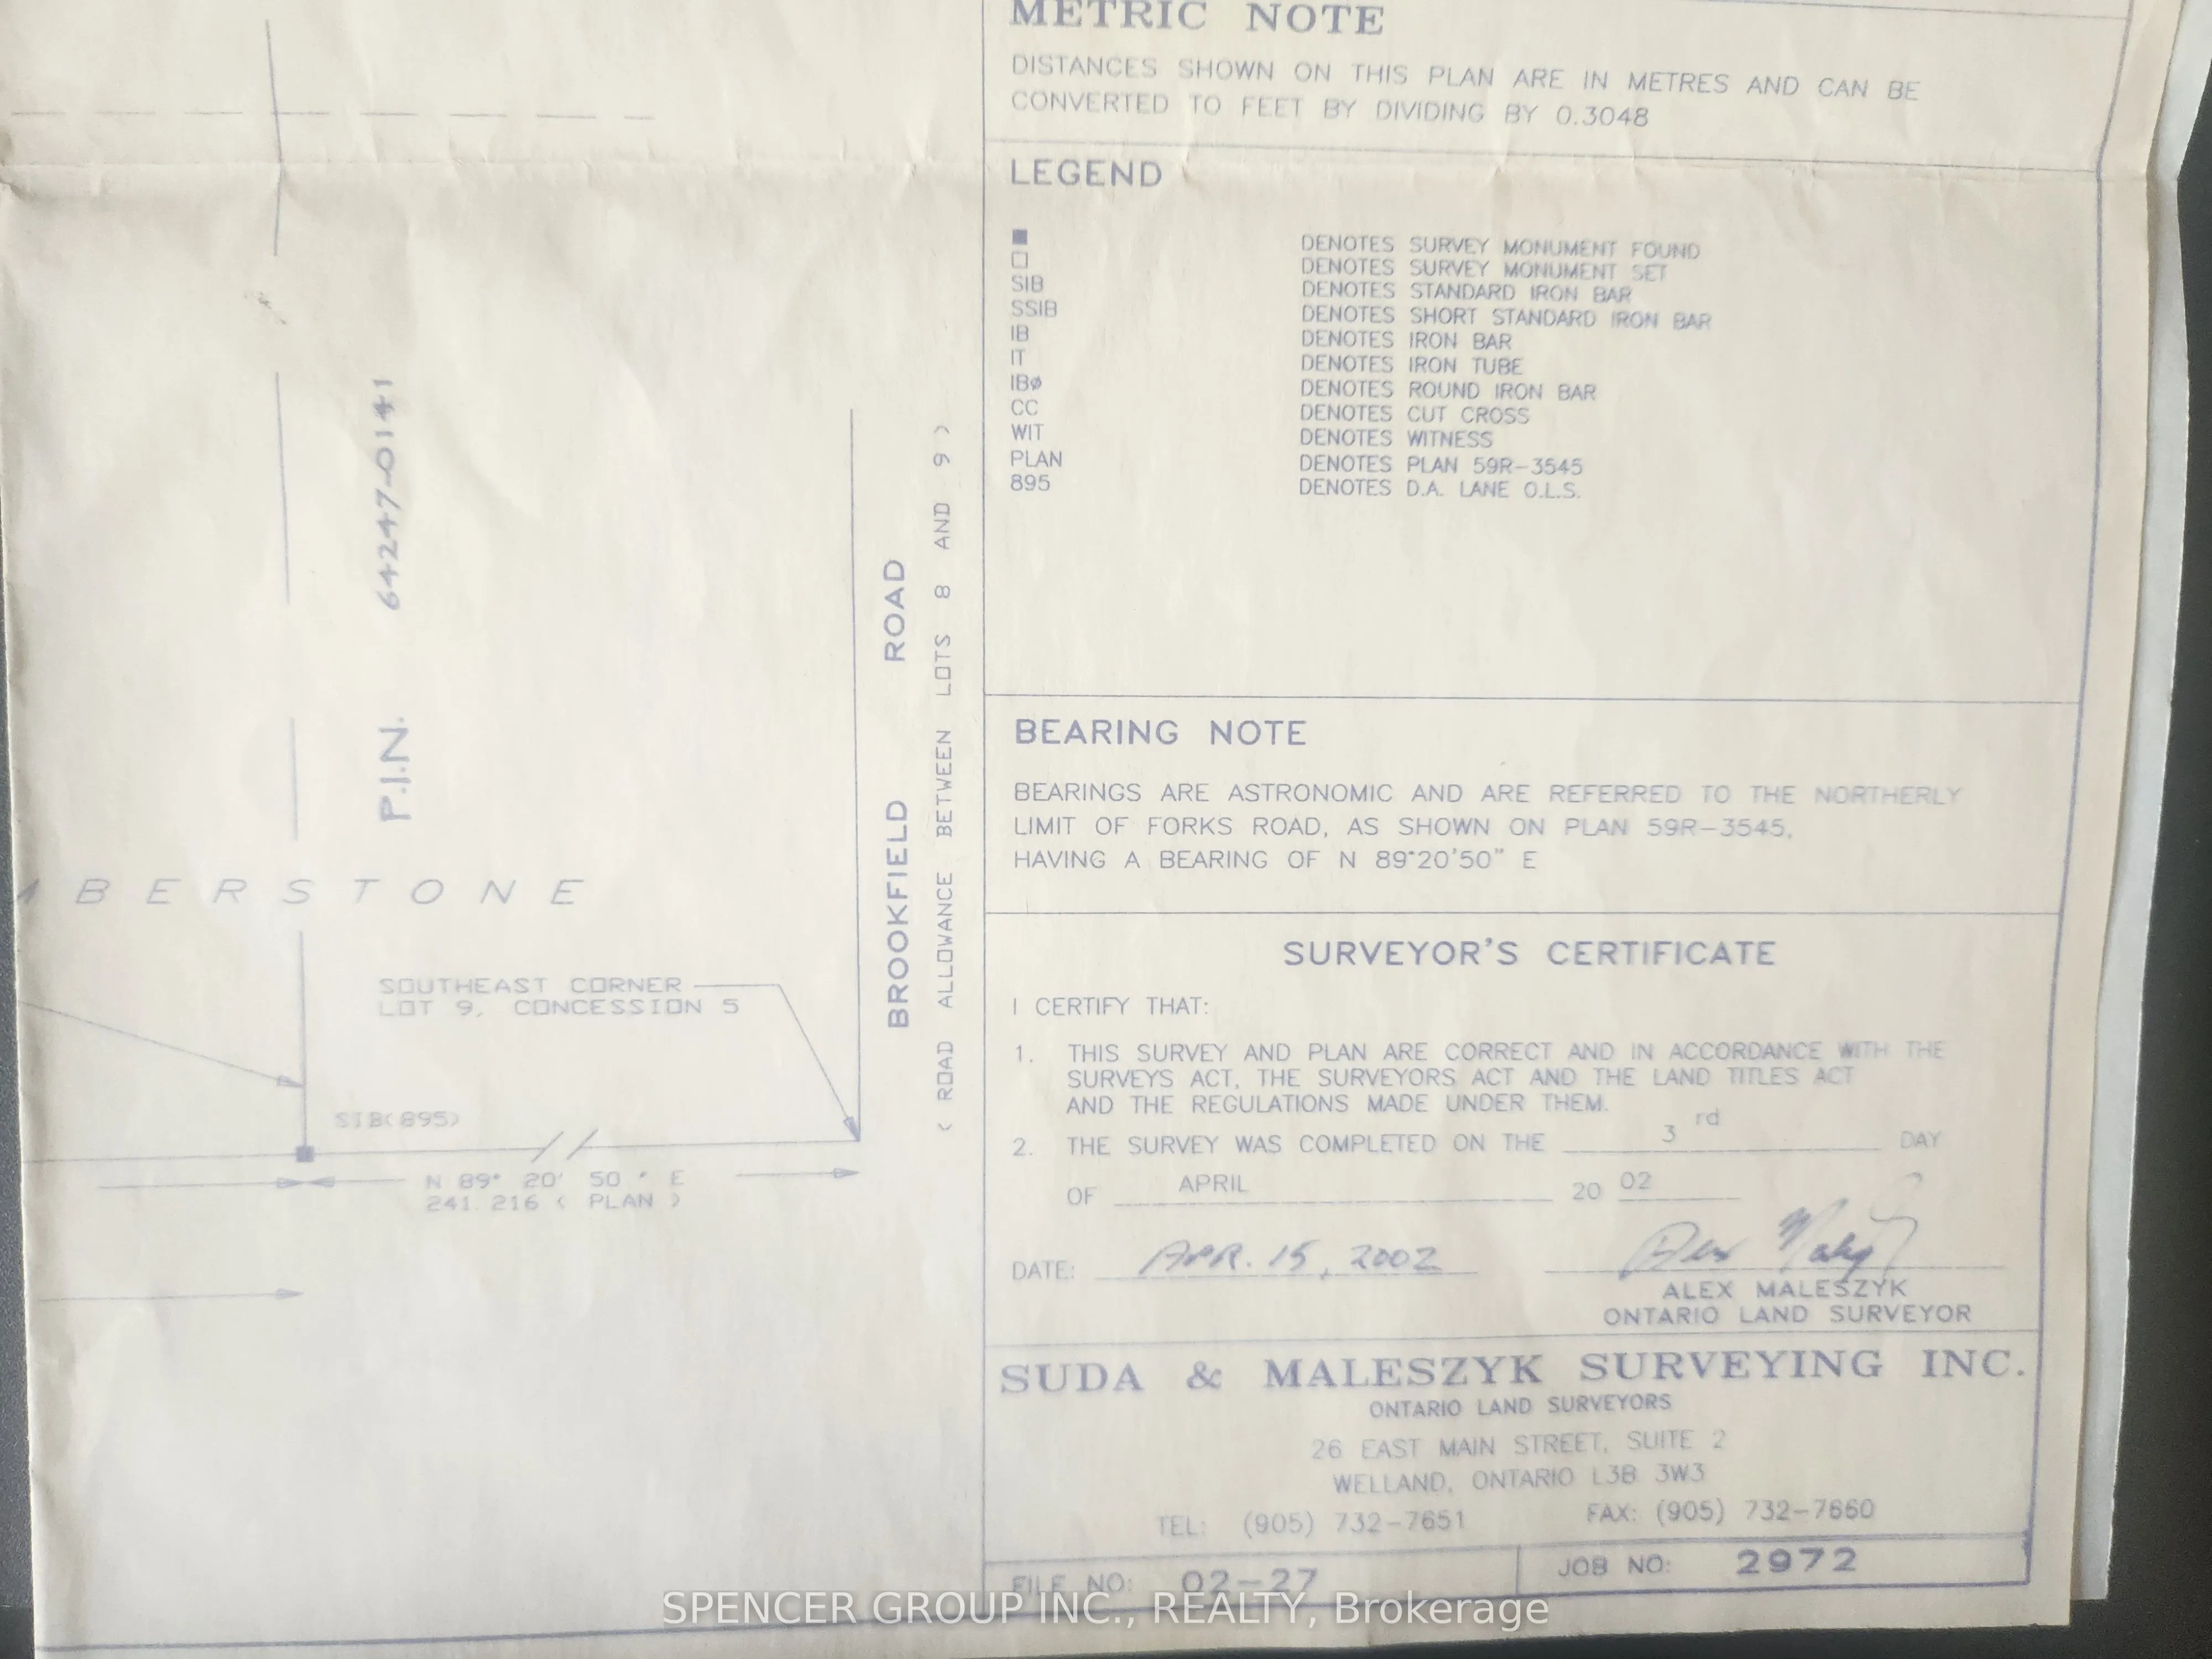 METRIC NOTE
DISTANCES SHOWN ON THIS PLAN ARE IN METRES AND CAN BE
CONVERTED TO FEET BY DIVIDING BY 0.3048
LEGEND
■ DENOTES SURVEY MONUMENT FOUND
□ DENOTES SURVEY MONUMENT SET
SIB DENOTES STANDARD IRON BAR
SSIB DENOTES SHORT STANDARD IRON BAR
IB DENOTES IRON BAR
IT DENOTES IRON TUBE
IBø DENOTES ROUND IRON BAR
CC DENOTES CUT CROSS
WIT DENOTES WITNESS
PLAN DENOTES PLAN 59R-3545
895 DENOTES D.A. LANE O.L.S.
P.I.N. 64247-0141
BROOKFIELD ROAD
( ROAD ALLOWANCE BETWEEN LOTS 8 AND 9 )
BERSTONE
SOUTHEAST CORNER
LOT 9, CONCESSION 5
SIB(895)
N 89° 20' 50 " E
241.216 ( PLAN )
BEARING NOTE
BEARINGS ARE ASTRONOMIC AND ARE REFERRED TO THE NORTHERLY
LIMIT OF FORKS ROAD, AS SHOWN ON PLAN 59R-3545,
HAVING A BEARING OF N 89°20'50" E
SURVEYOR'S CERTIFICATE
I CERTIFY THAT:
1. THIS SURVEY AND PLAN ARE CORRECT AND IN ACCORDANCE WITH THE
SURVEYS ACT, THE SURVEYORS ACT AND THE LAND TITLES ACT
AND THE REGULATIONS MADE UNDER THEM.
2. THE SURVEY WAS COMPLETED ON THE 3 rd DAY
OF APRIL 20 02
DATE: APR. 15, 2002
ALEX MALESZYK
ONTARIO LAND SURVEYOR
SUDA & MALESZYK SURVEYING INC.
ONTARIO LAND SURVEYORS
26 EAST MAIN STREET, SUITE 2
WELLAND, ONTARIO L3B 3W3
TEL: (905) 732-7651 FAX: (905) 732-7660
FILE NO: 02-27 JOB NO: 2972
SPENCER GROUP INC., REALTY, Brokerage